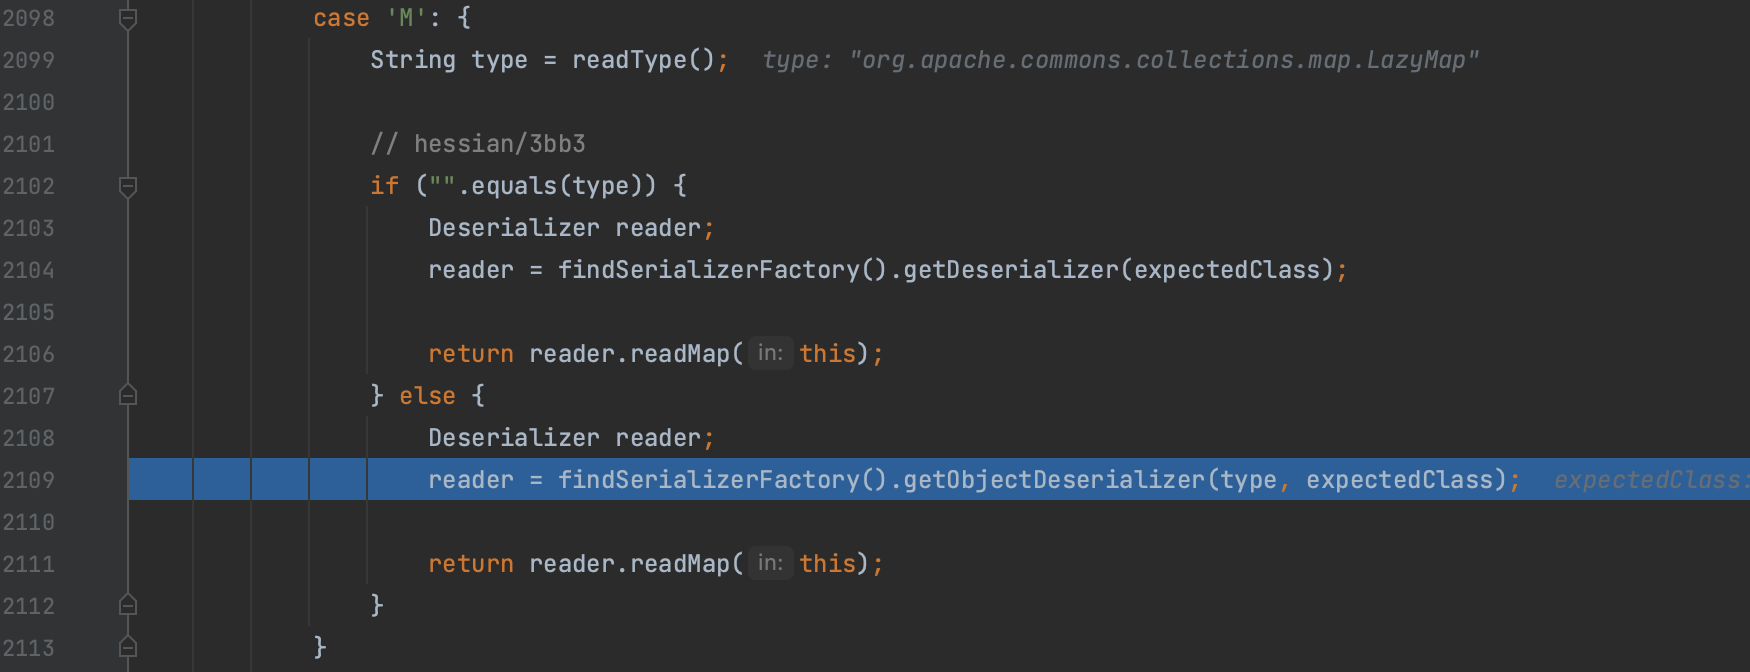 2098 case 'M': {
2099 String type = readType(); type: "org.apache.commons.collections.map.LazyMap"
2100
2101 // hessian/3bb3
2102 if ("".equals(type)) {
2103 Deserializer reader;
2104 reader = findSerializerFactory().getDeserializer(expectedClass);
2105
2106 return reader.readMap( in: this);
2107 } else {
2108 Deserializer reader;
2109 reader = findSerializerFactory().getObjectDeserializer(type, expectedClass); expectedClass:
2110
2111 return reader.readMap( in: this);
2112 }
2113 }